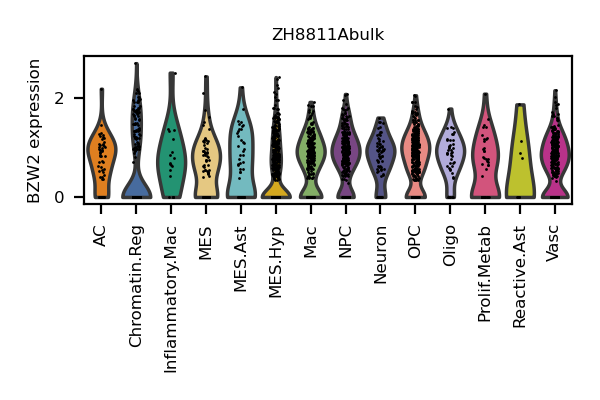 ZH8811Abulk
BZW2 expression
2
0
AC
Chromatin.Reg
Inflammatory.Mac
MES
MES.Ast
MES.Hyp
Mac
NPC
Neuron
OPC
Oligo
Prolif.Metab
Reactive.Ast
Vasc